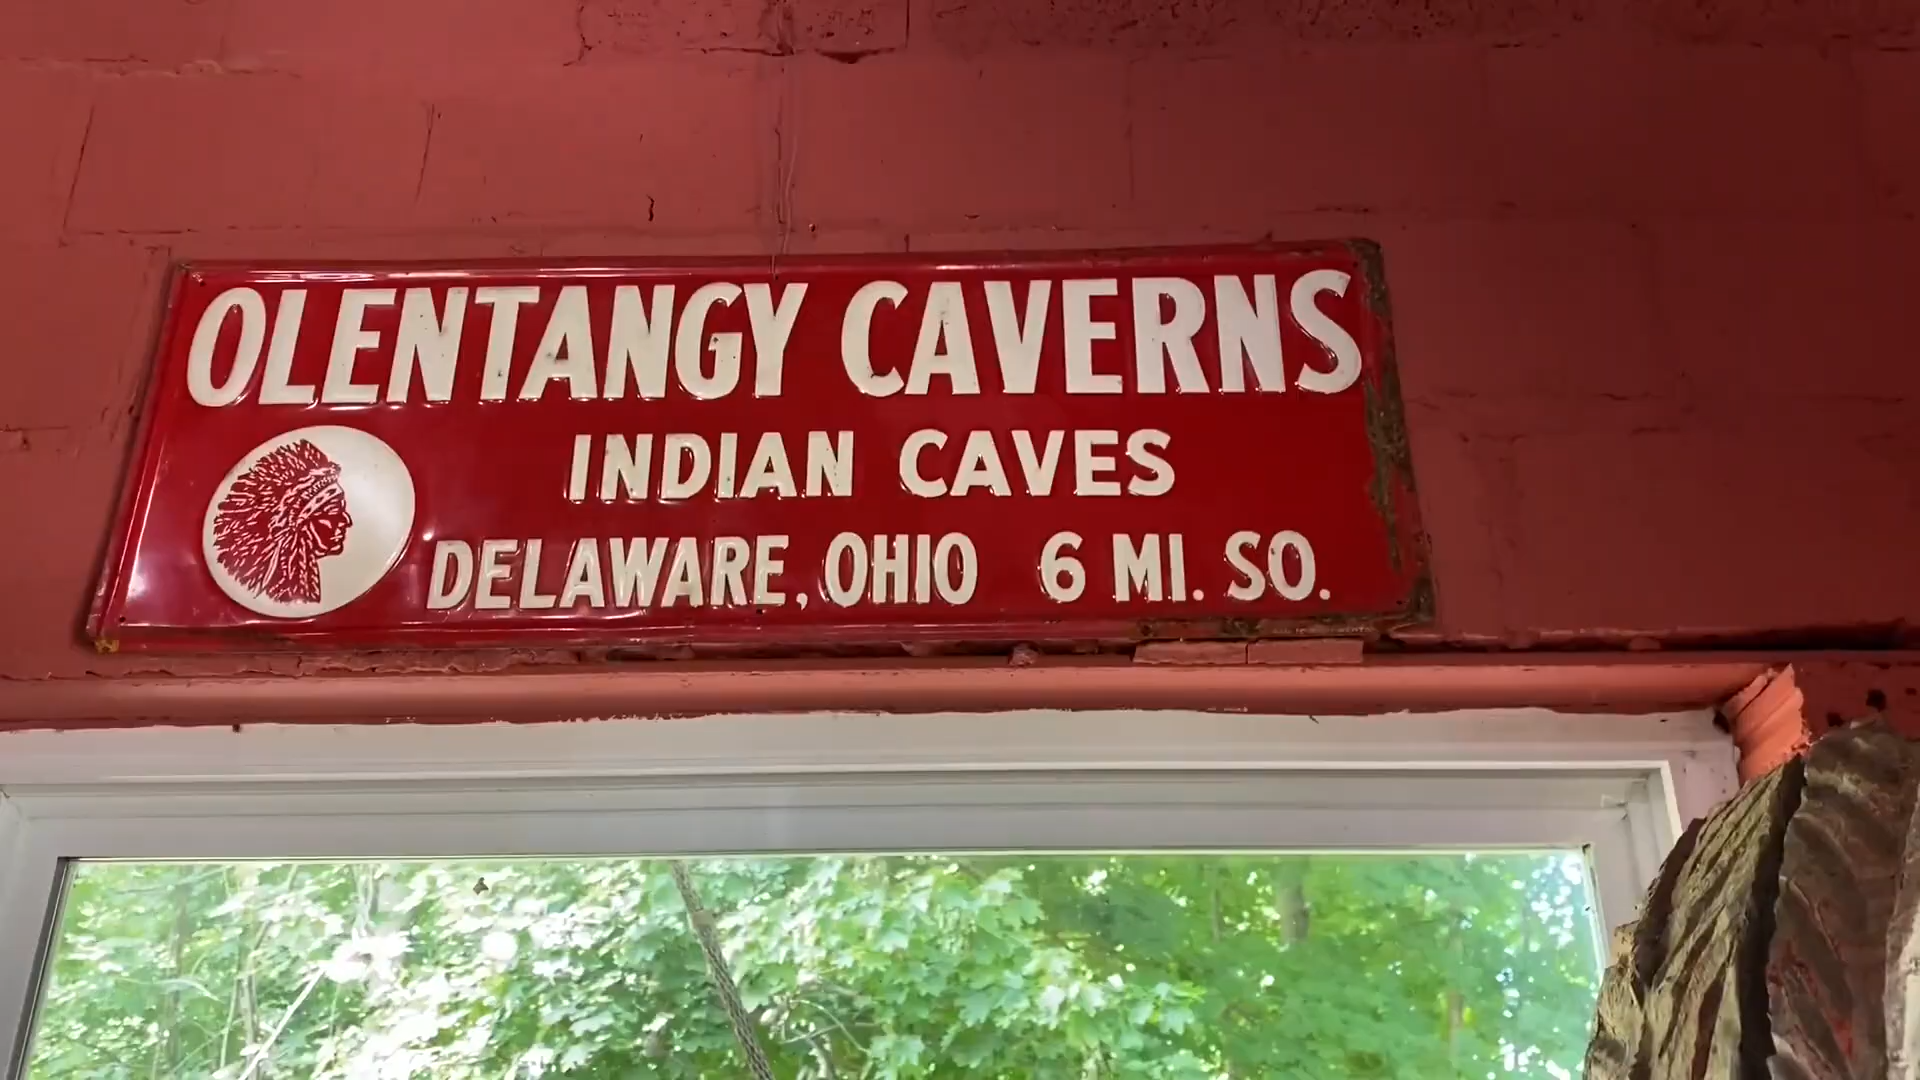 OLENTANGY CAVERNS
INDIAN CAVES
DELAWARE, OHIO 6 MI. SO.